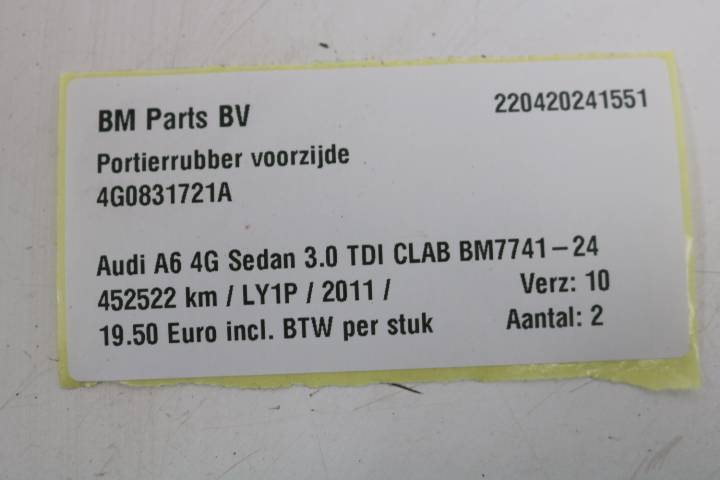 BM Parts BV 220420241551
Portierrubber voorzijde
4G0831721A
Audi A6 4G Sedan 3.0 TDI CLAB BM7741-24
452522 km / LY1P / 2011 / Verz: 10
19.50 Euro incl. BTW per stuk Aantal: 2